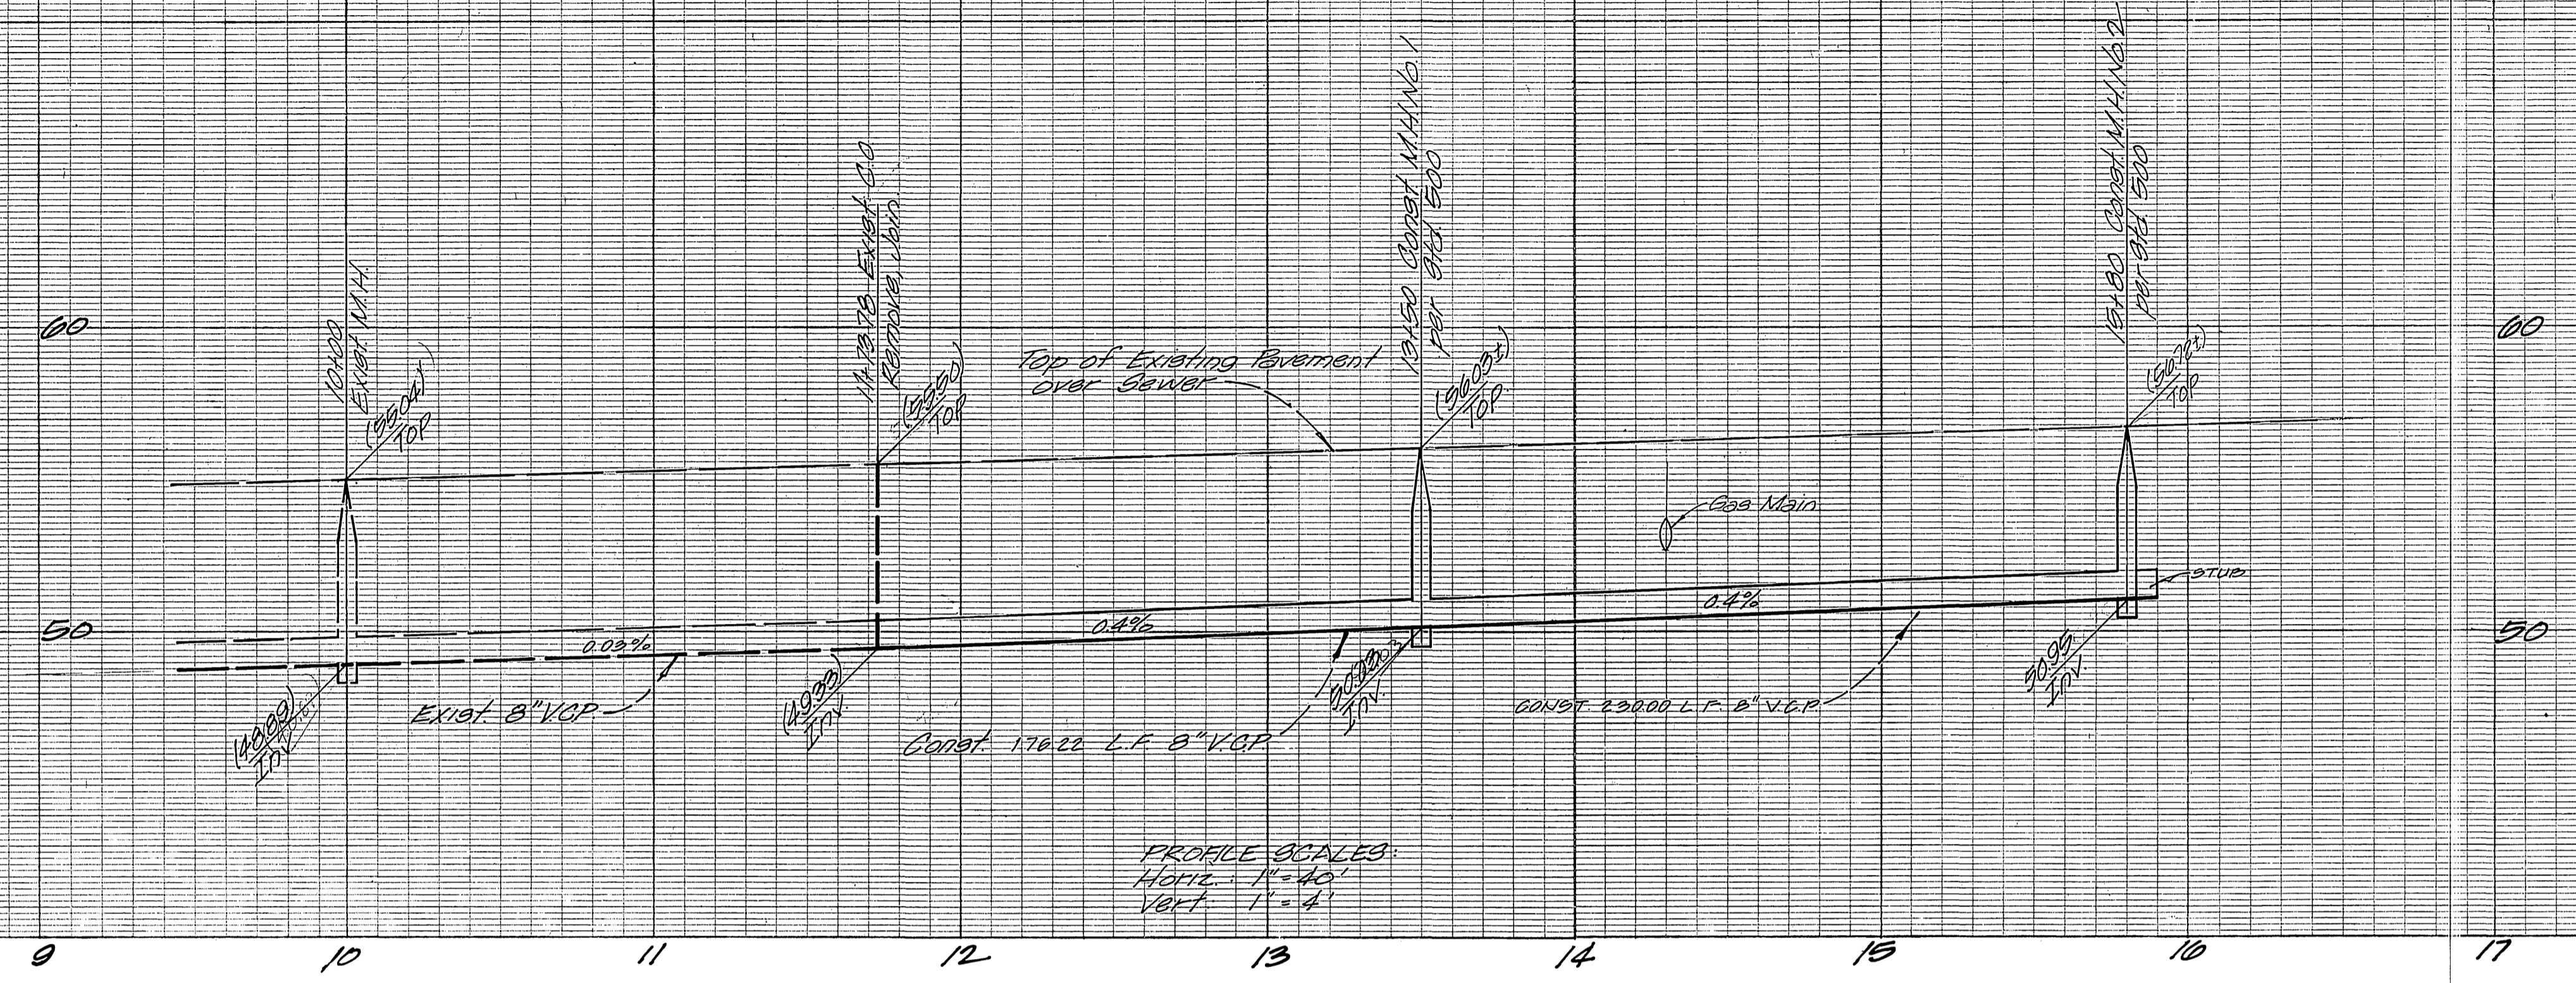 10+00
Exist. M.H.
(55.04±)
TOP
11+73.78 Exist. C.O.
Remove, Join.
(55.50)
TOP
Top of Existing Pavement
over Sewer
13+50 Const. M.H. No. 1
per Std. 500
(56.03±)
TOP
15+80 Const. M.H. No. 2
per Std. 500
(56.72±)
TOP
60
60
Gas Main
STUB
50
0.03%
0.4%
0.4%
50
(48.89)
Inv.
Exist. 8" V.C.P.
(49.33)
Inv.
Const. 176.22 L.F. 8" V.C.P.
Inv.
CONST. 230.00 L.F. 8" V.C.P.
50.95
Inv.
PROFILE SCALES:
Horiz.: 1"=40'
Vert. 1"=4'
9 10 11 12 13 14 15 16 17